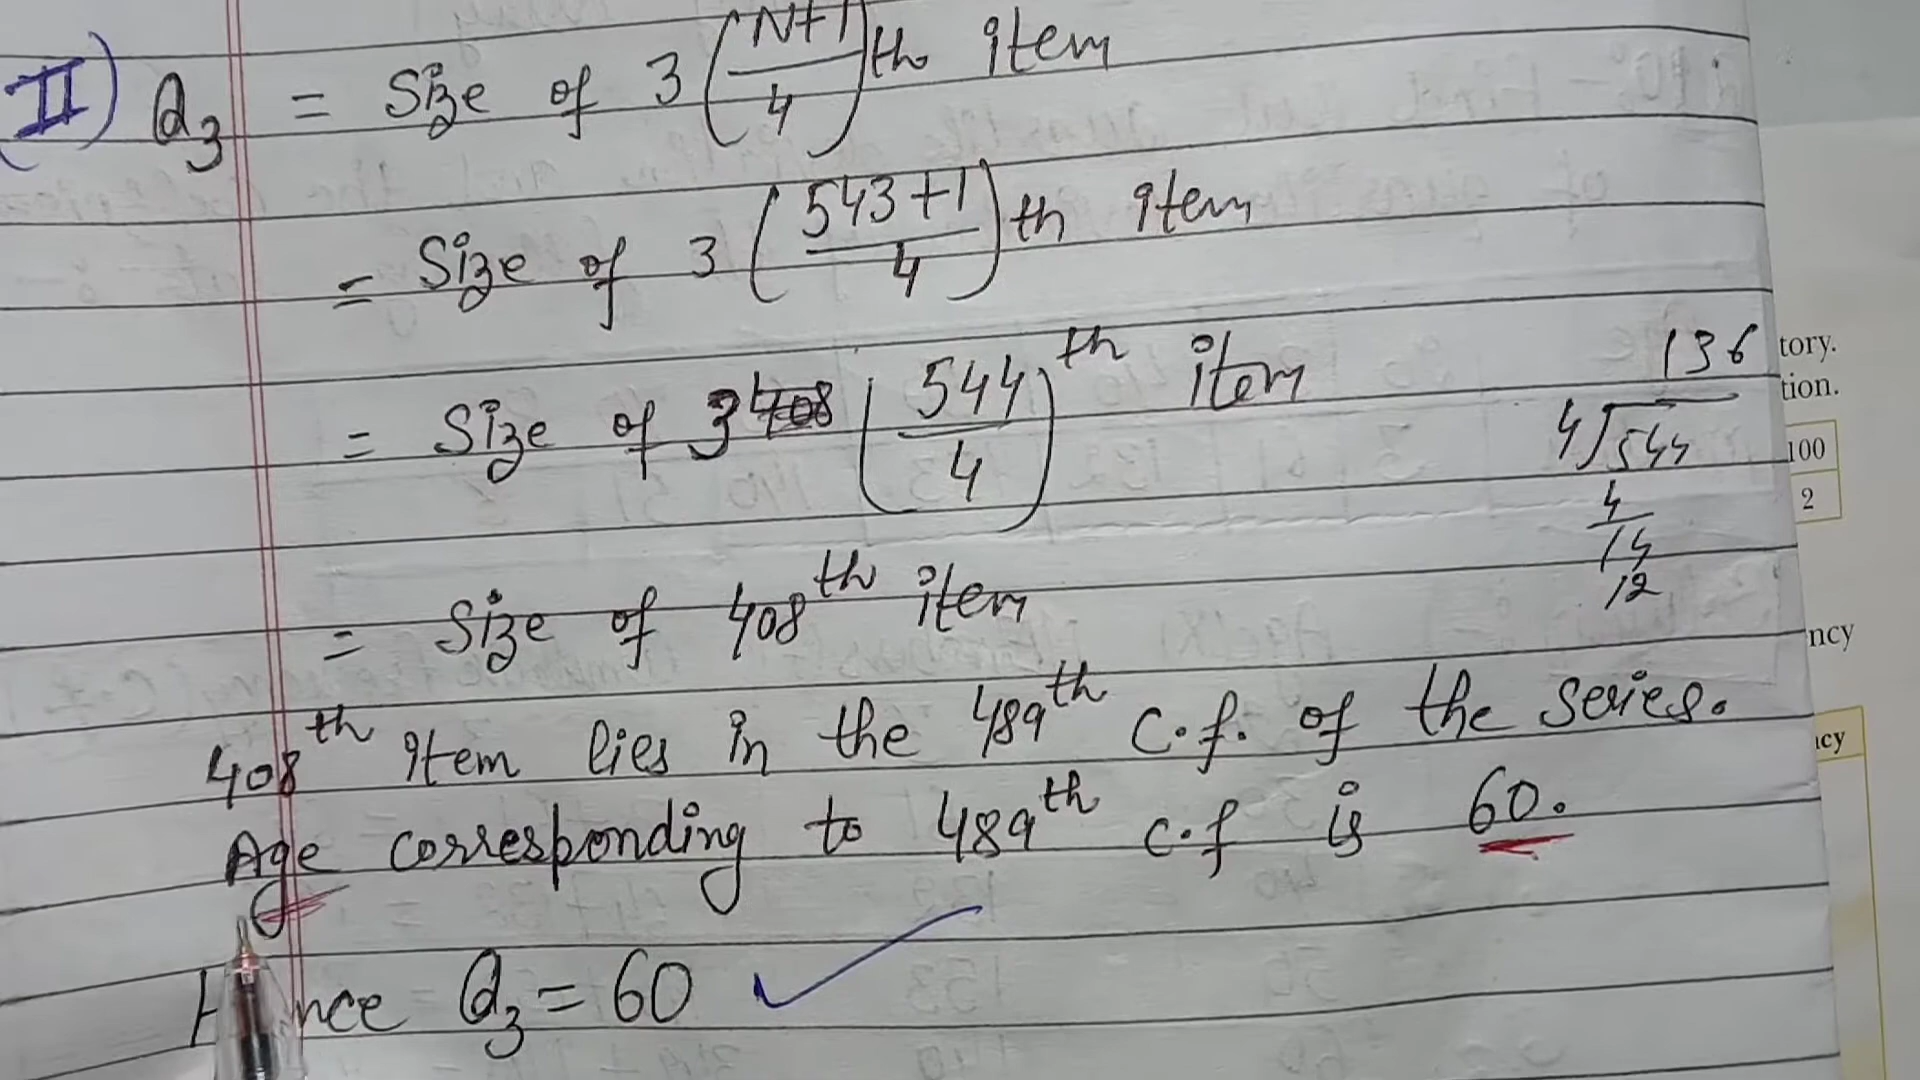 II) Q3 = Size of 3 (N+1/4)th item
= Size of 3 (543+1/4)th item
= Size of 3 408 (544/4)th item
= Size of 408th item
408th item lies in the 489th c.f. of the series.
Age corresponding to 489th c.f is 60.
Hence Q3 = 60
136
4)544
4
14
12
tory.
tion.
100
2
ncy
ncy